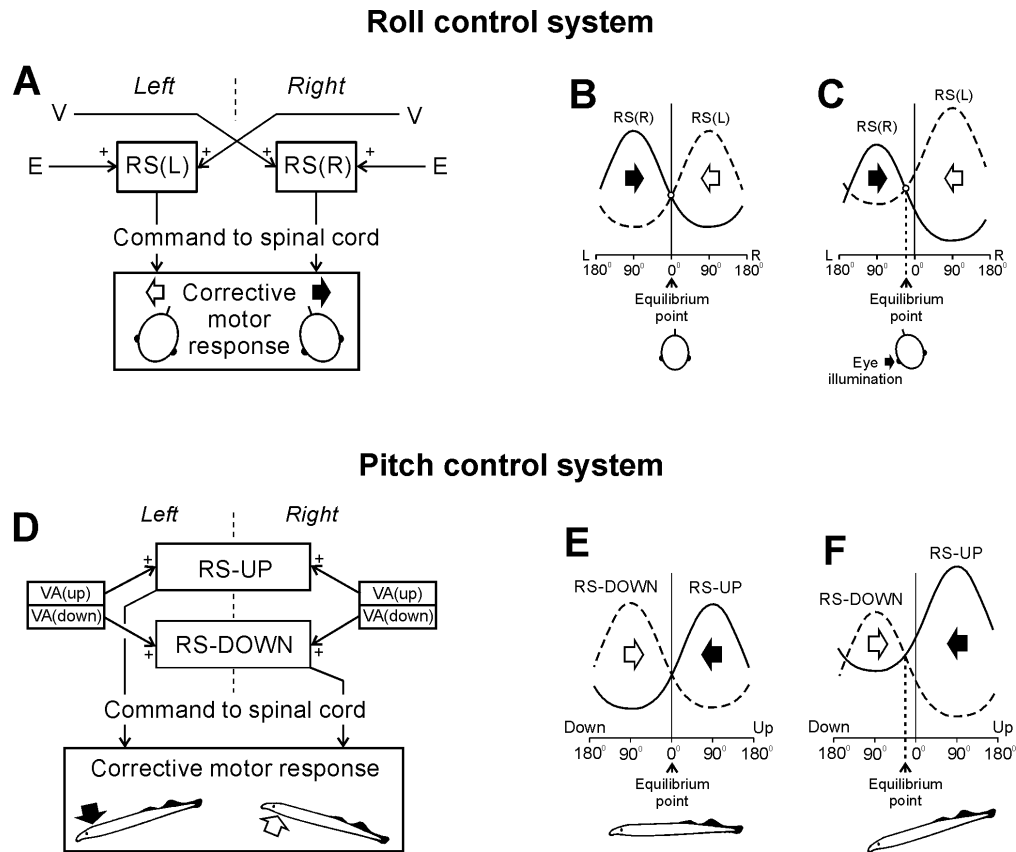 Roll control system
A
Left
Right
V
V
E
+
RS(L)
+
+
RS(R)
+
E
Command to spinal cord
Corrective
motor
response
B
RS(R)
RS(L)
L
R
180⁰ 90⁰ 0⁰ 90⁰ 180⁰
Equilibrium
point
C
RS(L)
RS(R)
L
R
180⁰ 90⁰ 0⁰ 90⁰ 180⁰
Equilibrium
point
Eye
illumination
Pitch control system
D
Left
Right
+
RS-UP
+
VA(up)
VA(down)
VA(up)
VA(down)
+
RS-DOWN
+
Command to spinal cord
Corrective motor response
E
RS-DOWN
RS-UP
Down
Up
180⁰ 90⁰ 0⁰ 90⁰ 180⁰
Equilibrium
point
F
RS-UP
RS-DOWN
Down
Up
180⁰ 90⁰ 0⁰ 90⁰ 180⁰
Equilibrium
point